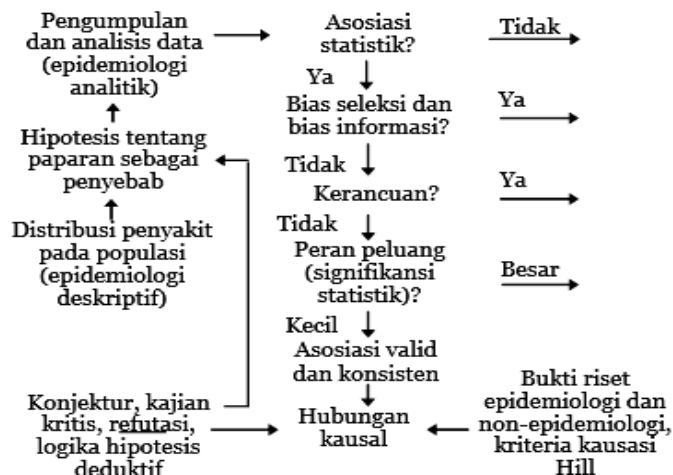 Pengumpulan
dan analisis data
(epidemiologi
analitik)
Asosiasi
statistik?
Tidak
Ya
Bias seleksi dan
bias informasi?
Ya
Hipotesis tentang
paparan sebagai
penyebab
Tidak
Kerancuan?
Ya
Distribusi penyakit
pada populasi
(epidemiologi
deskriptif)
Tidak
Peran peluang
(signifikansi
statistik)?
Besar
Kecil
Asosiasi valid
dan konsisten
Konjektur, kajian
kritis, refutasi,
logika hipotesis
deduktif
Hubungan
kausal
Bukti riset
epidemiologi dan
non-epidemiologi,
kriteria kausasi
Hill